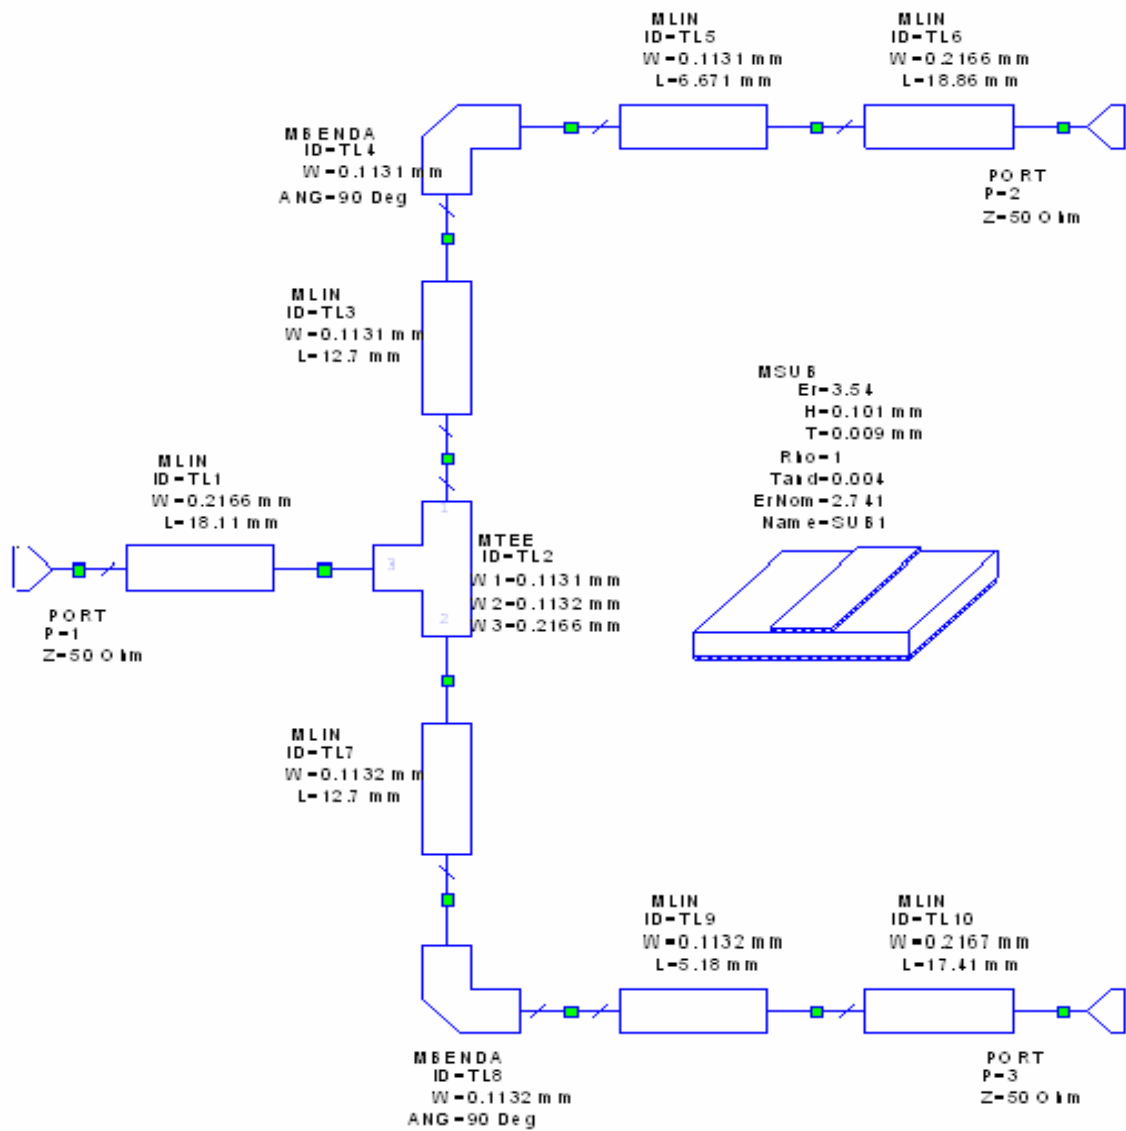 MLIN
ID=TL5
W=0.1131 mm
L=6.671 mm
MLIN
ID=TL6
W=0.2166 mm
L=18.86 mm
MBENDA
ID=TL4
W=0.1131 mm
ANG=90 Deg
PORT
P=2
Z=50 Ohm
MLIN
ID=TL3
W=0.1131 mm
L=12.7 mm
MSUB
Er=3.54
H=0.101 mm
T=0.009 mm
Rho=1
Tand=0.004
ErNom=2.741
Name=SUB1
MLIN
ID=TL1
W=0.2166 mm
L=18.11 mm
1
3
2
MTEE
ID=TL2
W1=0.1131 mm
W2=0.1132 mm
W3=0.2166 mm
PORT
P=1
Z=50 Ohm
MLIN
ID=TL7
W=0.1132 mm
L=12.7 mm
MLIN
ID=TL9
W=0.1132 mm
L=5.18 mm
MLIN
ID=TL10
W=0.2167 mm
L=17.41 mm
MBENDA
ID=TL8
W=0.1132 mm
ANG=90 Deg
PORT
P=3
Z=50 Ohm